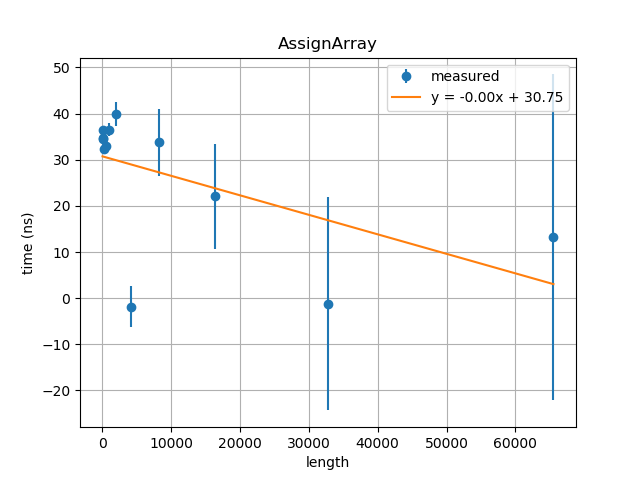 AssignArray
measured
y = -0.00x + 30.75
50
40
30
20
10
0
−10
−20
time (ns)
0 10000 20000 30000 40000 50000 60000
length